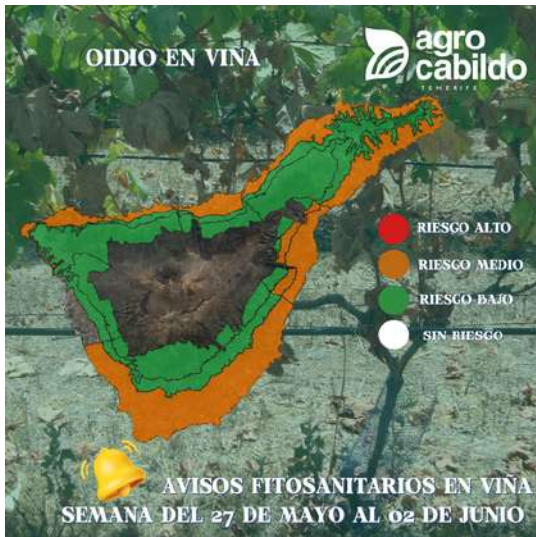 OIDIO EN VIÑA
agro
cabildo
TENERIFE
RIESGO ALTO
RIESGO MEDIO
RIESGO BAJO
SIN RIESGO
AVISOS FITOSANITARIOS EN VIÑA
SEMANA DEL 27 DE MAYO AL 02 DE JUNIO